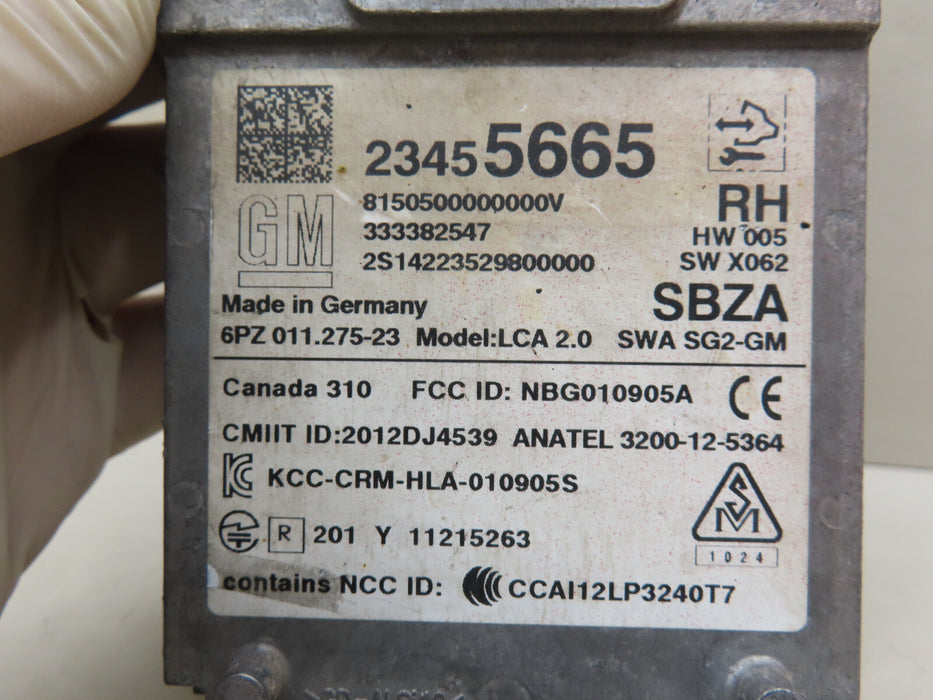 23455665
8150500000000V
RH
GM
333382547
HW 005
2S14223529800000
SW X062
Made in Germany
SBZA
6PZ 011.275-23 Model:LCA 2.0 SWA SG2-GM
Canada 310 FCC ID: NBG010905A CE
CMIIT ID:2012DJ4539 ANATEL 3200-12-5364
KCC-CRM-HLA-010905S
R 201 Y 11215263
SM
1024
contains NCC ID: CCAI12LP3240T7